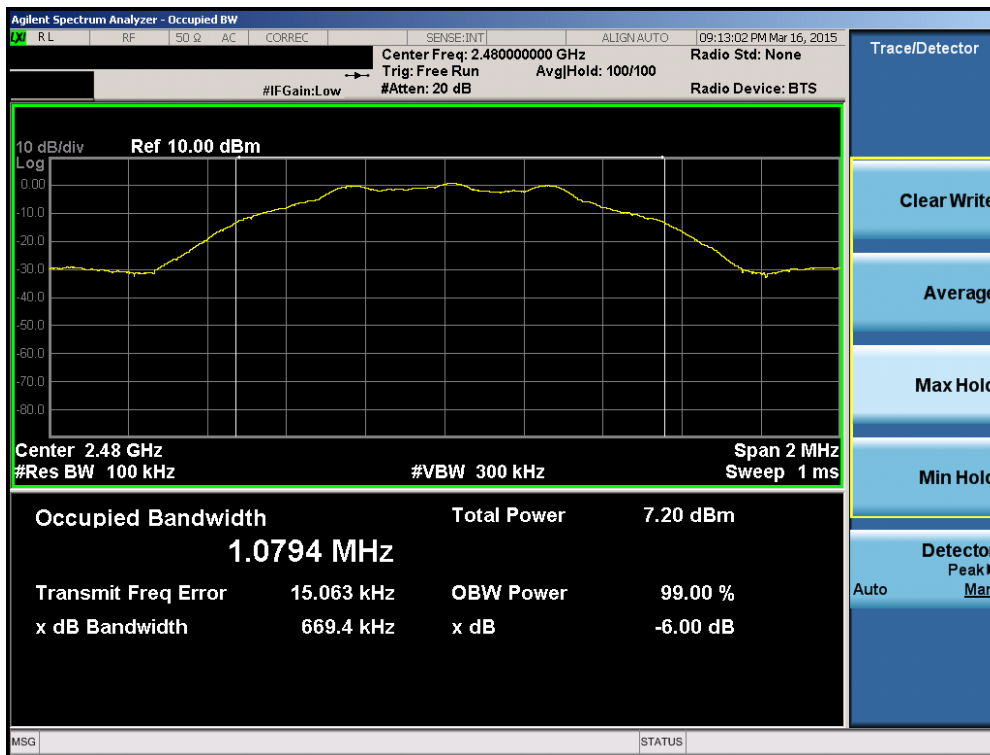 Agilent Spectrum Analyzer - Occupied BW
LXI RL RF 50 Ω AC CORREC SENSE:INT ALIGN AUTO 09:13:02 PM Mar 16, 2015
Center Freq: 2.480000000 GHz Radio Std: None
Trig: Free Run Avg|Hold: 100/100
#IFGain:Low #Atten: 20 dB Radio Device: BTS
10 dB/div Ref 10.00 dBm
Log
0.00
-10.0
-20.0
-30.0
-40.0
-50.0
-60.0
-70.0
-80.0
Center 2.48 GHz Span 2 MHz
#Res BW 100 kHz #VBW 300 kHz Sweep 1 ms
Occupied Bandwidth Total Power 7.20 dBm
1.0794 MHz
Transmit Freq Error 15.063 kHz OBW Power 99.00 %
x dB Bandwidth 669.4 kHz x dB -6.00 dB
MSG STATUS
Trace/Detector
Clear Write
Average
Max Hold
Min Hold
Detector
Peak
Auto Man